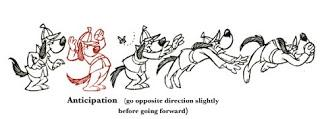 Anticipation (go opposite direction slightly
before going forward)